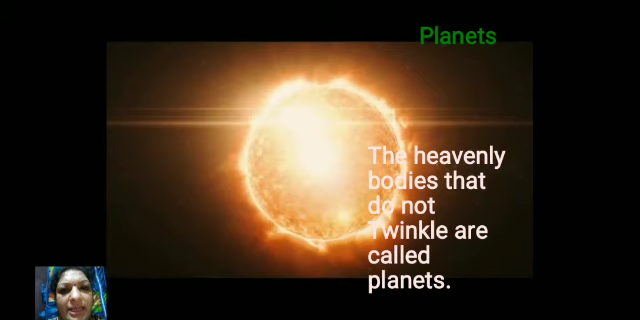 Planets
The heavenly
bodies that
do not
Twinkle are
called
planets.